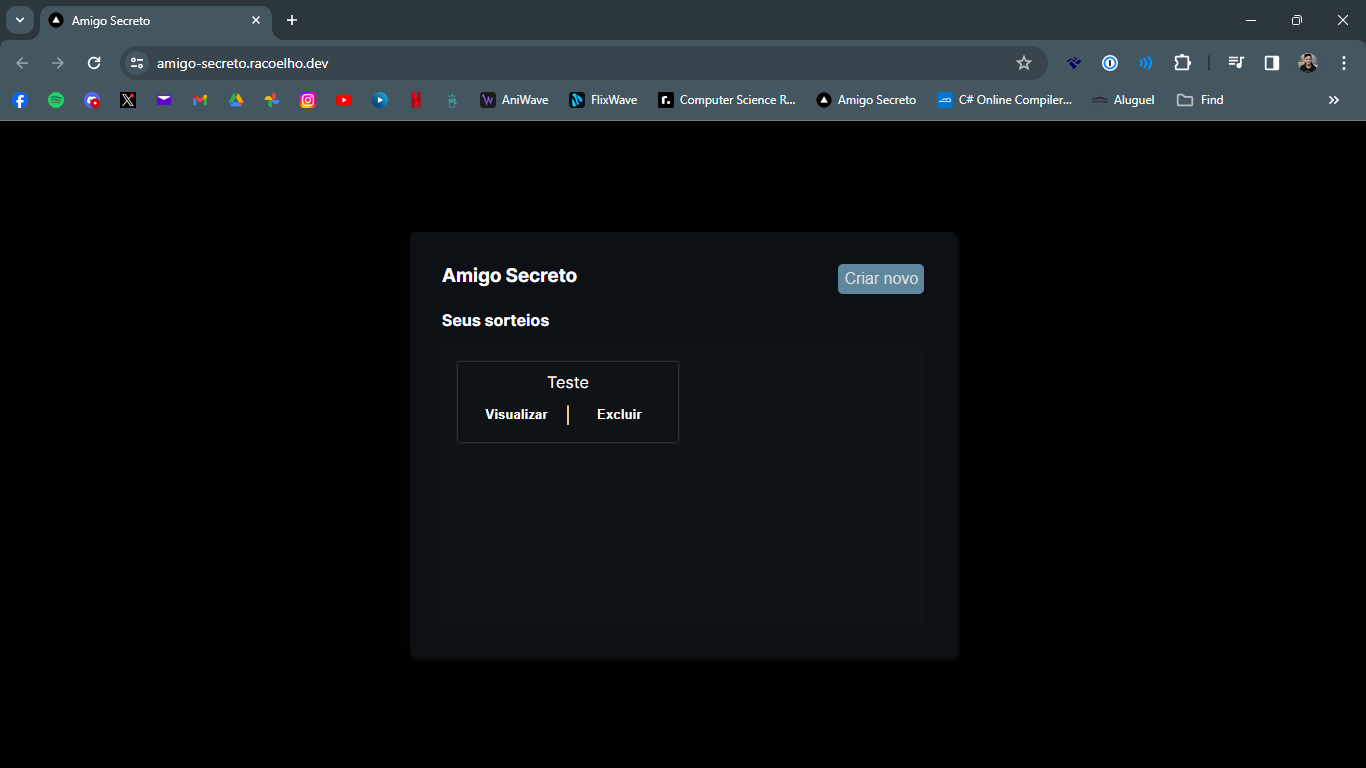 Amigo Secreto
amigo-secreto.racoelho.dev
AniWave FlixWave Computer Science R... Amigo Secreto C# Online Compiler... Aluguel Find
Amigo Secreto Criar novo
Seus sorteios
Teste
Visualizar Excluir